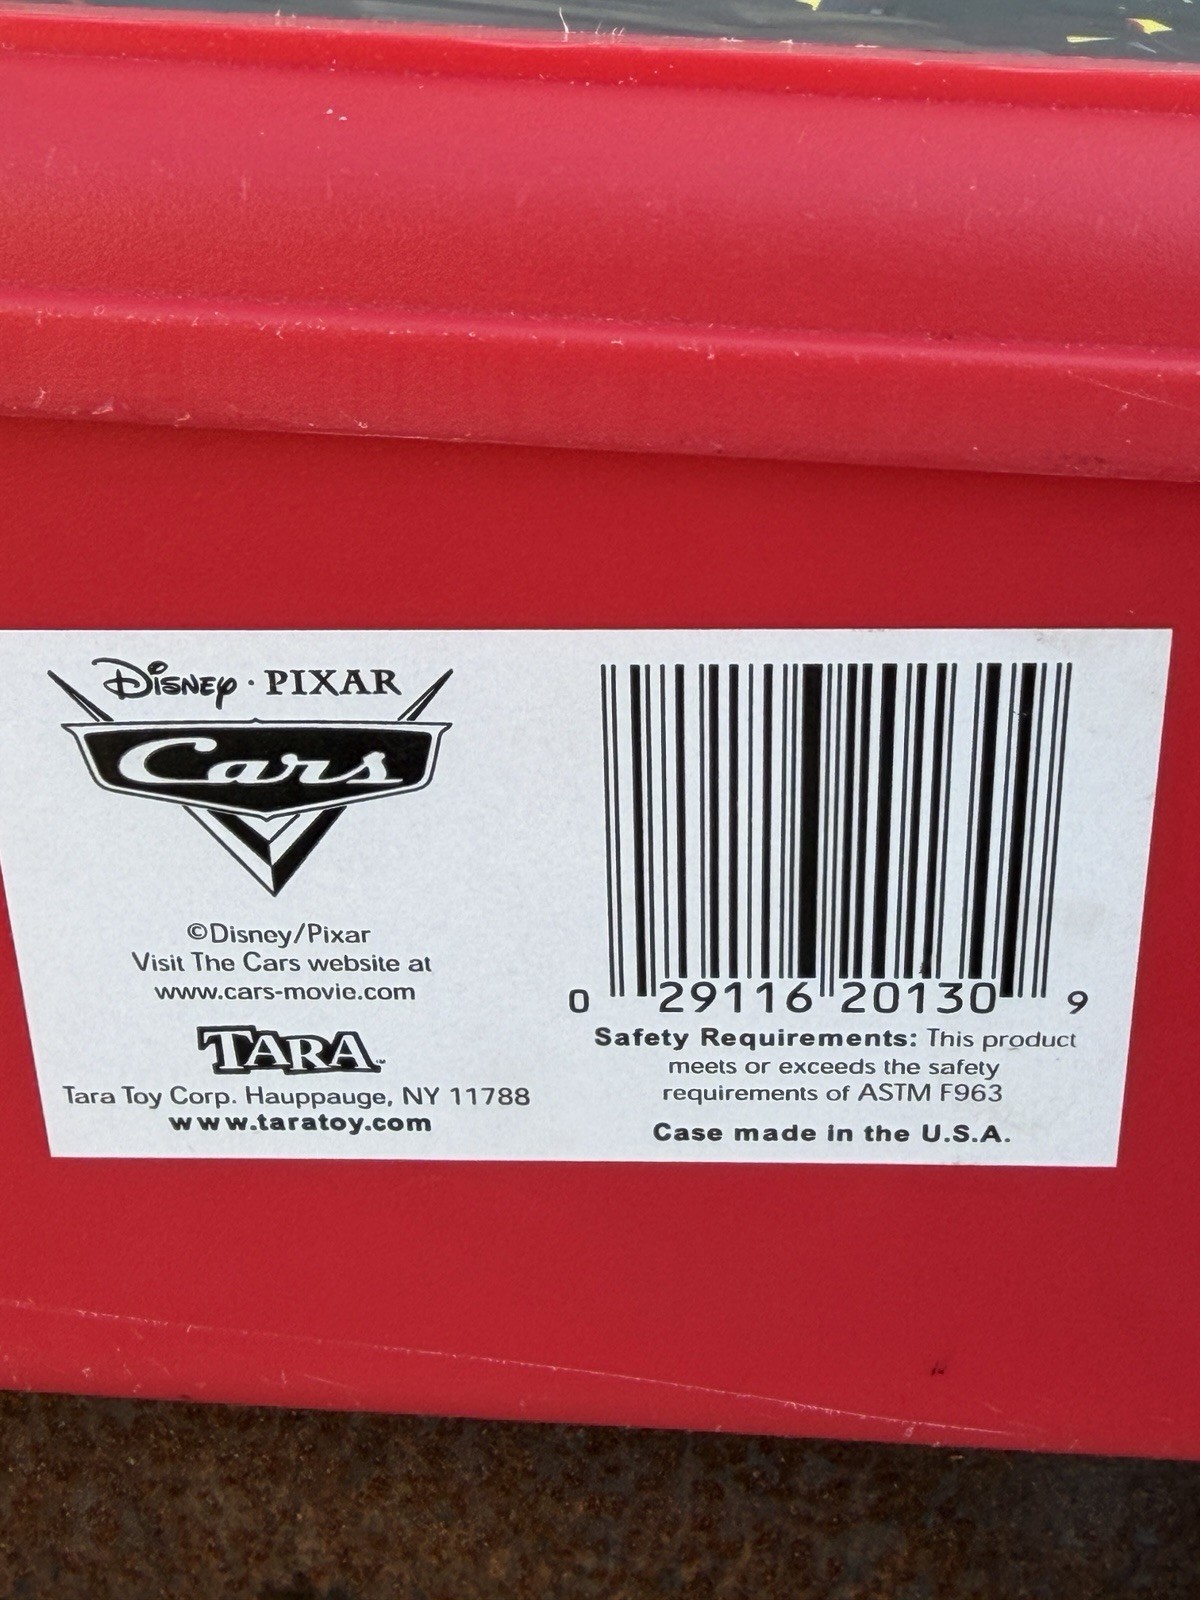 Disney · PIXAR
Cars
©Disney/Pixar
Visit The Cars website at
www.cars-movie.com
TARA™
Tara Toy Corp. Hauppauge, NY 11788
www.taratoy.com
0 29116 20130 9
Safety Requirements: This product
meets or exceeds the safety
requirements of ASTM F963
Case made in the U.S.A.